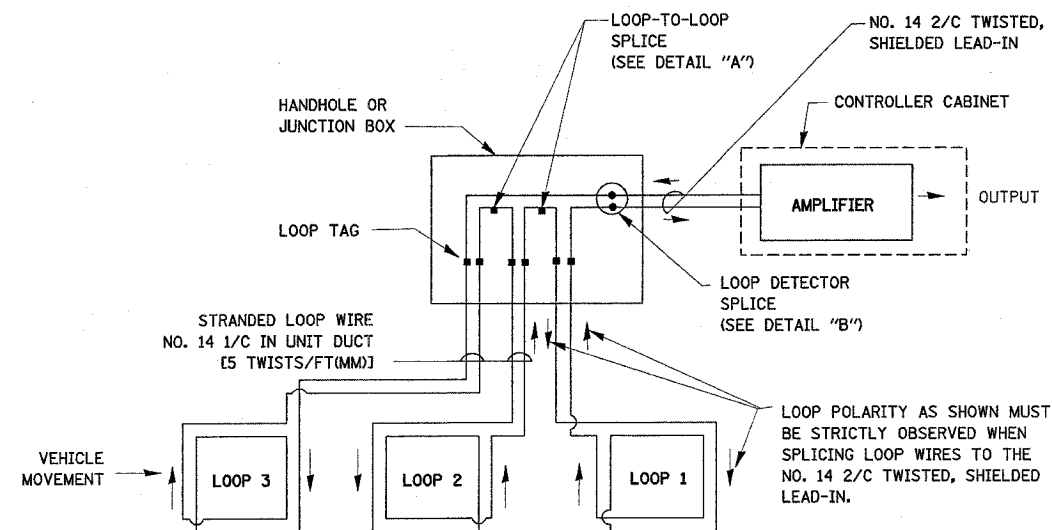 LOOP-TO-LOOP
SPLICE
(SEE DETAIL "A")
NO. 14 2/C TWISTED,
SHIELDED LEAD-IN
HANDHOLE OR
JUNCTION BOX
CONTROLLER CABINET
AMPLIFIER
OUTPUT
LOOP TAG
LOOP DETECTOR
SPLICE
(SEE DETAIL "B")
STRANDED LOOP WIRE
NO. 14 1/C IN UNIT DUCT
[5 TWISTS/FT(MM)]
LOOP POLARITY AS SHOWN MUST
BE STRICTLY OBSERVED WHEN
SPLICING LOOP WIRES TO THE
NO. 14 2/C TWISTED, SHIELDED
LEAD-IN.
VEHICLE
MOVEMENT
LOOP 3
LOOP 2
LOOP 1